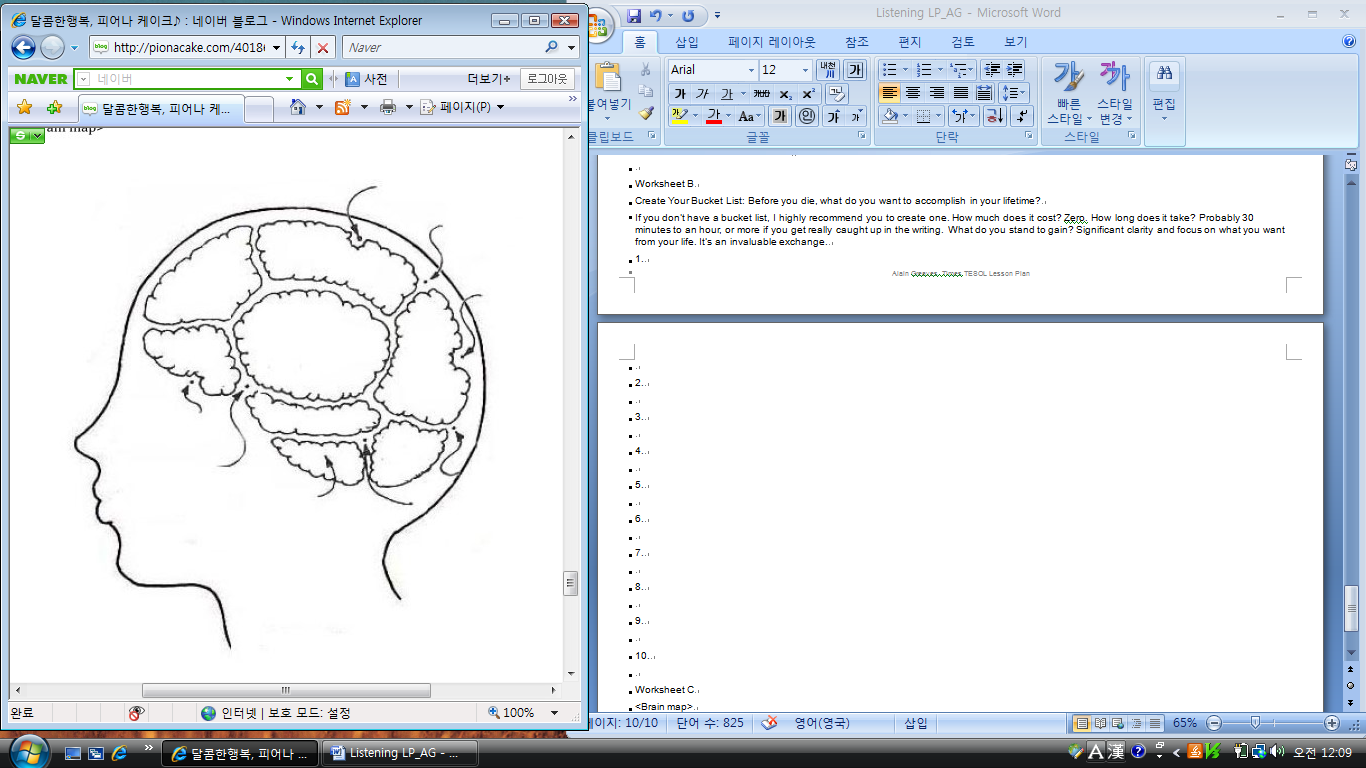 달콤한행복, 피어나 케이크♪ : 네이버 블로그 - Windows Internet Explorer
http://pionacake.com/4018
Naver
NAVER
네이버
사전
더보기+
로그아웃
달콤한행복, 피어나 케...
페이지(P)
ain map>
완료
인터넷 | 보호 모드: 설정
100%
Listening LP_AG - Microsoft Word
홈
삽입
페이지 레이아웃
참조
편지
검토
보기
붙여넣기
클립보드
Arial
12
글꼴
단락
빠른 스타일
스타일 변경
스타일
편집
Worksheet B
Create Your Bucket List: Before you die, what do you want to accomplish in your lifetime?
If you don't have a bucket list, I highly recommend you to create one. How much does it cost? Zero. How long does it take? Probably 30
minutes to an hour, or more if you get really caught up in the writing. What do you stand to gain? Significant clarity and focus on what you want
from your life. It's an invaluable exchange.
1.
TESOL Lesson Plan
2.
3.
4.
5.
6.
7.
8.
9.
10.
Worksheet C
<Brain map>
페이지: 10/10
단어 수: 825
영어(영국)
삽입
65%
달콤한행복, 피어나 ...
Listening LP_AG - ...
A 漢
오전 12:09